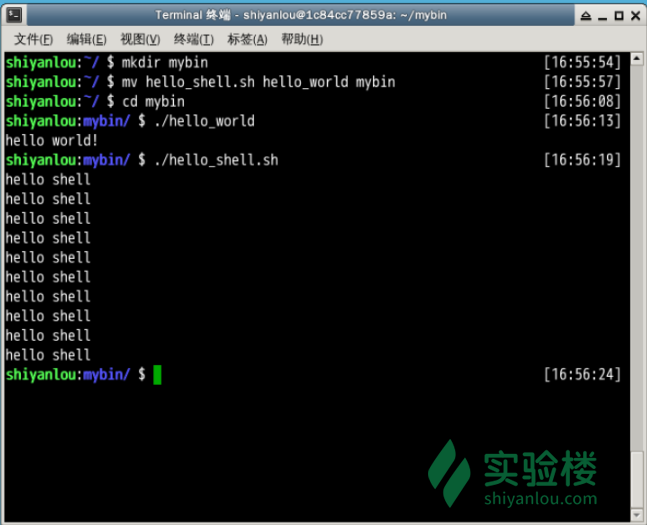 Terminal 终端 - shiyanlou@1c84cc77859a: ~/mybin
文件(F) 编辑(E) 视图(V) 终端(T) 标签(A) 帮助(H)
shiyanlou:~/ $ mkdir mybin [16:55:54]
shiyanlou:~/ $ mv hello_shell.sh hello_world mybin [16:55:57]
shiyanlou:~/ $ cd mybin [16:56:08]
shiyanlou:mybin/ $ ./hello_world [16:56:13]
hello world!
shiyanlou:mybin/ $ ./hello_shell.sh [16:56:19]
hello shell
hello shell
hello shell
hello shell
hello shell
hello shell
hello shell
hello shell
hello shell
hello shell
shiyanlou:mybin/ $ [16:56:24]
实验楼
shiyanlou.com